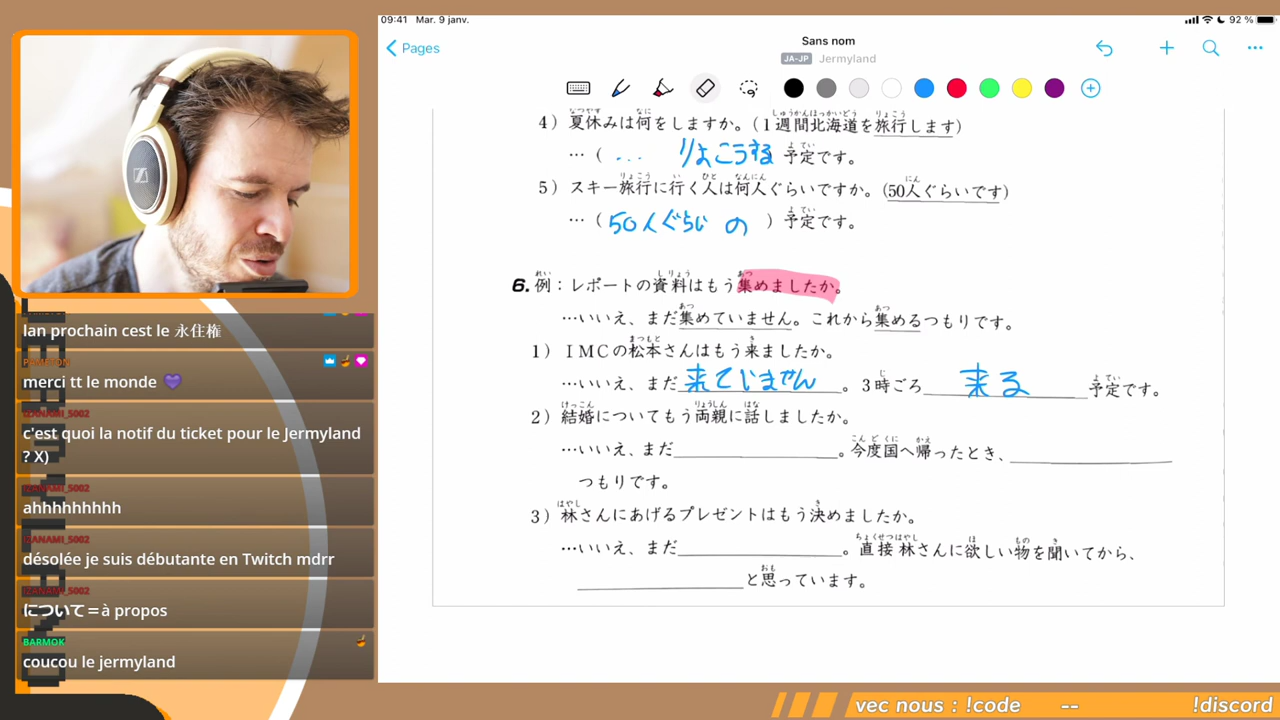 09:41 Mar. 9 janv.
92 %
Pages
Sans nom
JA-JP Jermyland
4) 夏休みは何をしますか。(1週間北海道を旅行します)
…( ... りょこうする 予定です。
5) スキー旅行に行く人は何人ぐらいですか。(50人ぐらいです)
…( 50人ぐらい の ) 予定です。
6. 例：レポートの資料はもう集めましたか。
…いいえ、まだ集めていません。これから集めるつもりです。
1) IMCの松本さんはもう来ましたか。
…いいえ、まだ 来ていません 。3時ごろ 来る 予定です。
2) 結婚についてもう両親に話しましたか。
…いいえ、まだ____。今度国へ帰ったとき、____
つもりです。
3) 林さんにあげるプレゼントはもう決めましたか。
…いいえ、まだ____。直接林さんに欲しい物を聞いてから、
____と思っています。
lan prochain cest le 永住権
merci tt le monde 💜
IZANAMI_5002
c'est quoi la notif du ticket pour le Jermyland
? X)
IZANAMI_5002
ahhhhhhhhh
IZANAMI_5002
désolée je suis débutante en Twitch mdrr
IZANAMI_5002
について＝à propos
BARMOK
coucou le jermyland
vec nous : !code -- !discord